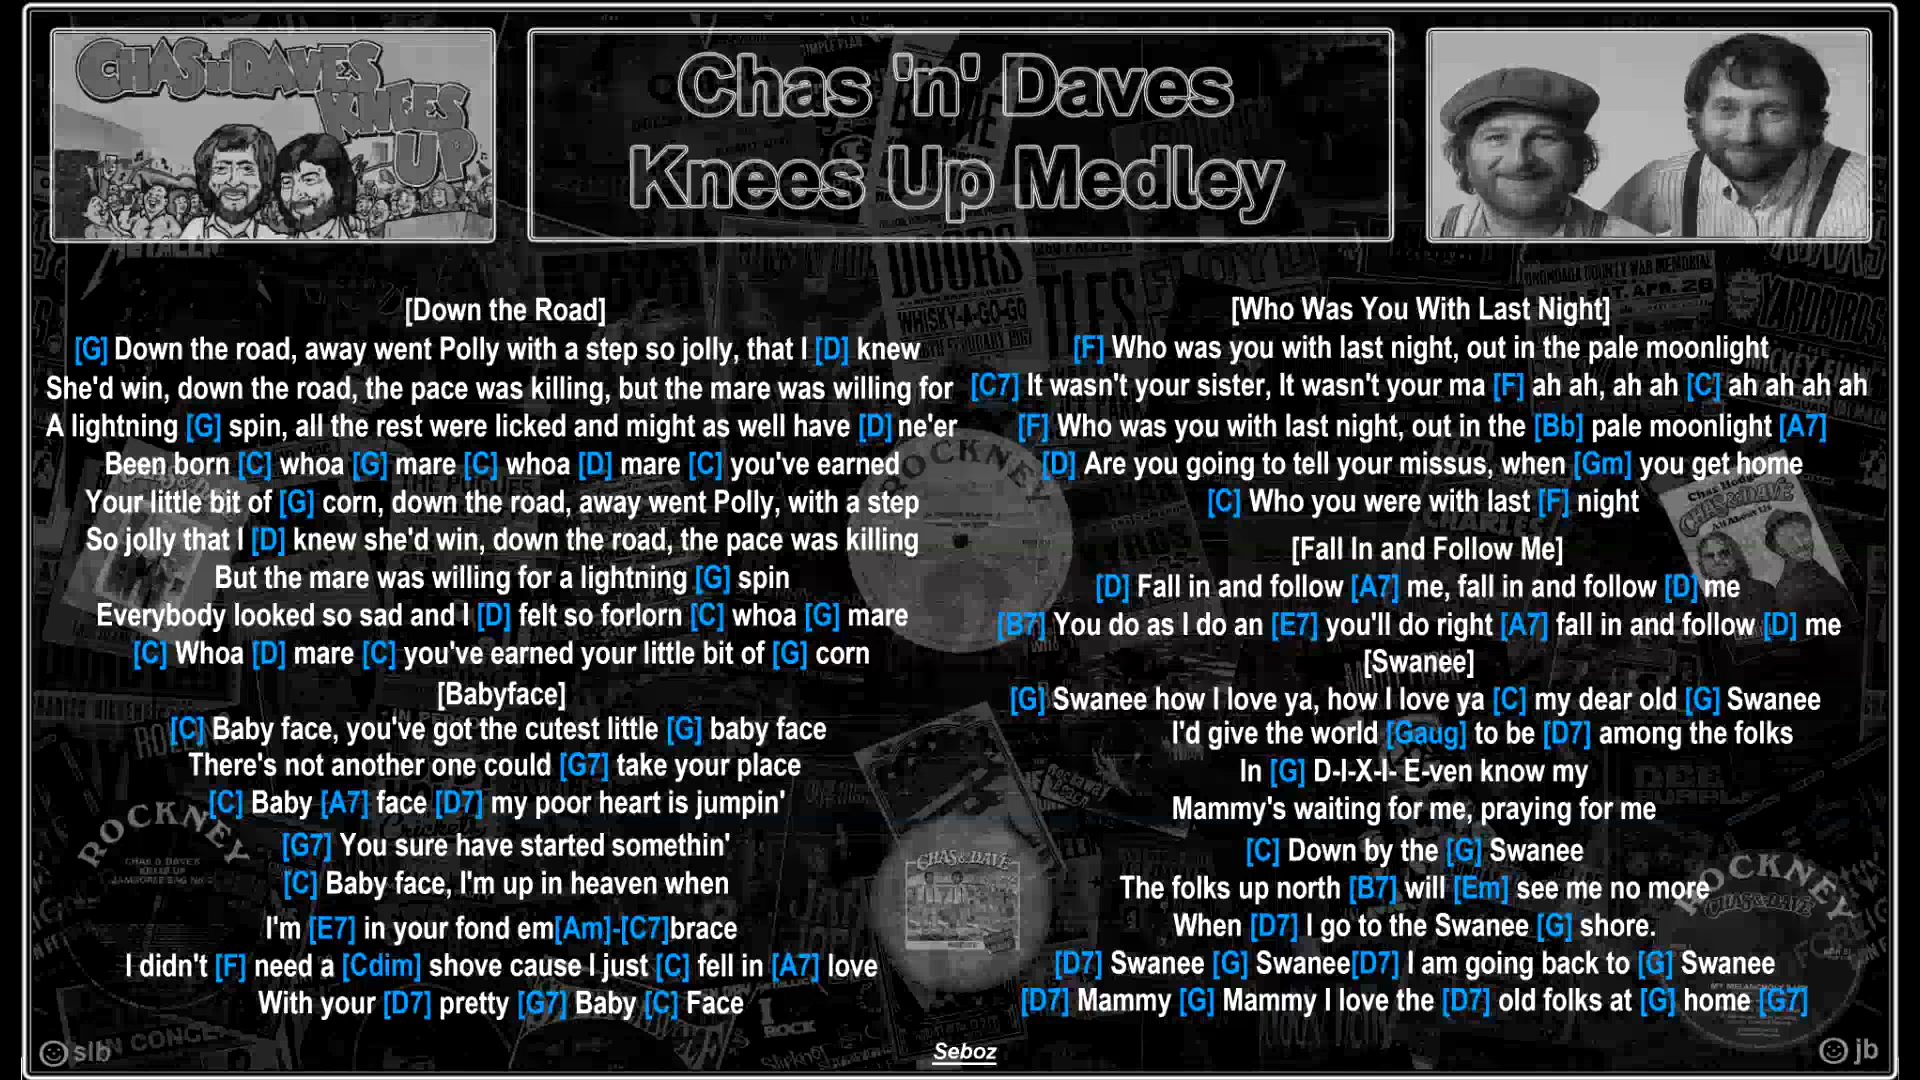 CHAS 'N' DAVES
KNEES
UP
Chas 'n' Daves
Knees Up Medley
[Down the Road]
[G] Down the road, away went Polly with a step so jolly, that I [D] knew
She'd win, down the road, the pace was killing, but the mare was willing for
A lightning [G] spin, all the rest were licked and might as well have [D] ne'er
Been born [C] whoa [G] mare [C] whoa [D] mare [C] you've earned
Your little bit of [G] corn, down the road, away went Polly, with a step
So jolly that I [D] knew she'd win, down the road, the pace was killing
But the mare was willing for a lightning [G] spin
Everybody looked so sad and I [D] felt so forlorn [C] whoa [G] mare
[C] Whoa [D] mare [C] you've earned your little bit of [G] corn
[Babyface]
[C] Baby face, you've got the cutest little [G] baby face
There's not another one could [G7] take your place
[C] Baby [A7] face [D7] my poor heart is jumpin'
[G7] You sure have started somethin'
[C] Baby face, I'm up in heaven when
I'm [E7] in your fond em[Am]-[C7]brace
I didn't [F] need a [Cdim] shove cause I just [C] fell in [A7] love
With your [D7] pretty [G7] Baby [C] Face
[Who Was You With Last Night]
[F] Who was you with last night, out in the pale moonlight
[C7] It wasn't your sister, It wasn't your ma [F] ah ah, ah ah [C] ah ah ah ah
[F] Who was you with last night, out in the [Bb] pale moonlight [A7]
[D] Are you going to tell your missus, when [Gm] you get home
[C] Who you were with last [F] night
[Fall In and Follow Me]
[D] Fall in and follow [A7] me, fall in and follow [D] me
[B7] You do as I do an [E7] you'll do right [A7] fall in and follow [D] me
[Swanee]
[G] Swanee how I love ya, how I love ya [C] my dear old [G] Swanee
I'd give the world [Gaug] to be [D7] among the folks
In [G] D-I-X-I- E-ven know my
Mammy's waiting for me, praying for me
[C] Down by the [G] Swanee
The folks up north [B7] will [Em] see me no more
When [D7] I go to the Swanee [G] shore.
[D7] Swanee [G] Swanee[D7] I am going back to [G] Swanee
[D7] Mammy [G] Mammy I love the [D7] old folks at [G] home [G7]
DOORS
WHISKY-A-GO-GO
ROCKNEY
ROCKNEY
CHAS & DAVE
ROCKNEY
CHAS & DAVE
slb
Seboz
jb